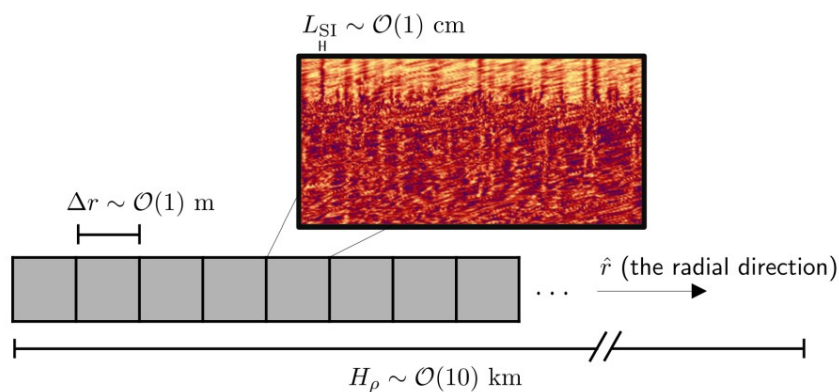 L_SI ∼ 𝒪(1) cm
Δr ∼ 𝒪(1) m
r̂ (the radial direction)
. . .
H_ρ ∼ 𝒪(10) km